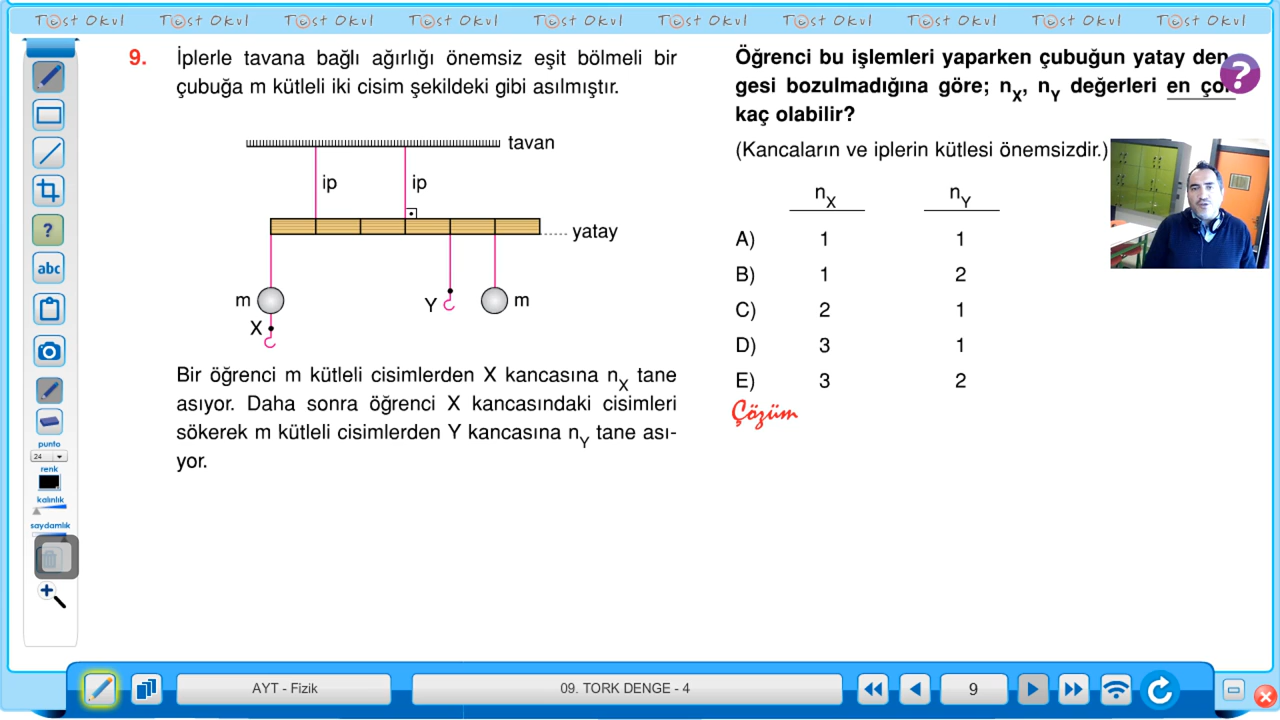 Test Okul Test Okul Test Okul Test Okul Test Okul Test Okul Test Okul Test Okul Test Okul Test Okul
9. İplerle tavana bağlı ağırlığı önemsiz eşit bölmeli bir
çubuğa m kütleli iki cisim şekildeki gibi asılmıştır.
tavan
ip ip
yatay
m Y m
X
Bir öğrenci m kütleli cisimlerden X kancasına nX tane
asıyor. Daha sonra öğrenci X kancasındaki cisimleri
sökerek m kütleli cisimlerden Y kancasına nY tane ası-
yor.
Öğrenci bu işlemleri yaparken çubuğun yatay den-
gesi bozulmadığına göre; nX, nY değerleri en çok
kaç olabilir?
(Kancaların ve iplerin kütlesi önemsizdir.)
nX nY
A) 1 1
B) 1 2
C) 2 1
D) 3 1
E) 3 2
Çözüm
?
?
abc
punto
24
renk
kalınlık
saydamlık
AYT - Fizik
09. TORK DENGE - 4
9